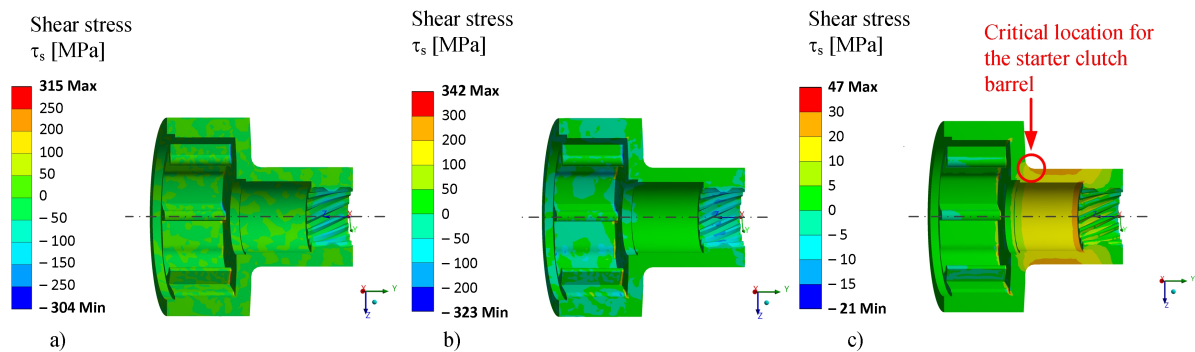 Shear stress
τs [MPa]
315 Max
250
200
150
100
50
0
– 50
– 100
– 150
– 200
– 250
– 304 Min
X
Y
X
Y
Z
a)
Shear stress
τs [MPa]
342 Max
300
200
100
50
0
– 50
– 100
– 200
– 323 Min
X
Y
X
Y
Z
b)
Shear stress
τs [MPa]
47 Max
30
20
10
5
0
– 5
– 10
– 15
– 21 Min
Critical location for
the starter clutch
barrel
X
Y
X
Y
Z
c)